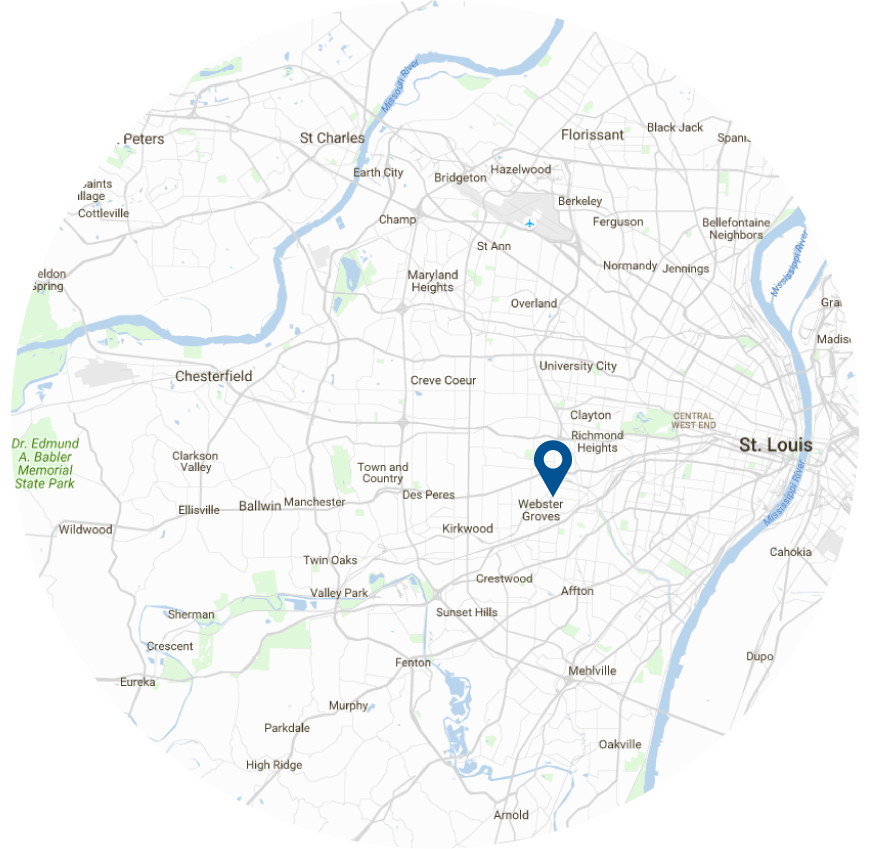 Missouri River
Florissant
Black Jack
Spani
. Peters
St Charles
Earth City
Bridgeton
Hazelwood
aints
illage
Cottleville
Berkeley
Champ
Ferguson
Bellefontaine
Neighbors
St Ann
Mississippi River
Normandy
Jennings
eldon
Spring
Maryland
Heights
Overland
Gra
Madis
University City
Chesterfield
Creve Coeur
Clayton
CENTRAL
WEST END
Richmond
Heights
St. Louis
Dr. Edmund
A. Babler
Memorial
State Park
Clarkson
Valley
Town and
Country
Des Peres
Webster
Groves
Ballwin
Manchester
Ellisville
Mississippi River
Wildwood
Kirkwood
Cahokia
Twin Oaks
Crestwood
Valley Park
Affton
Sherman
Sunset Hills
Crescent
Dupo
Fenton
Mehlville
Eureka
Murphy
Parkdale
Oakville
High Ridge
Arnold